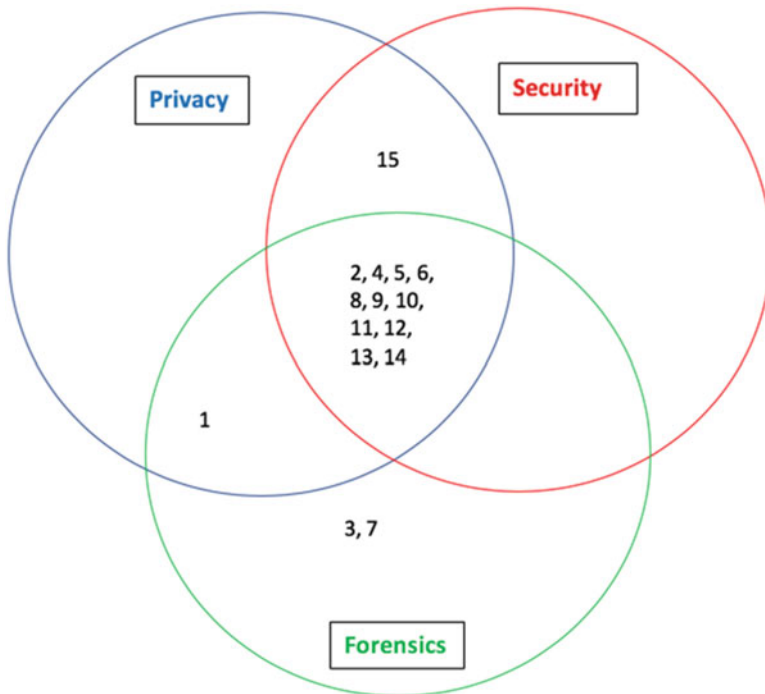 Privacy
Security
15
2, 4, 5, 6,
8, 9, 10,
11, 12,
13, 14
1
3, 7
Forensics